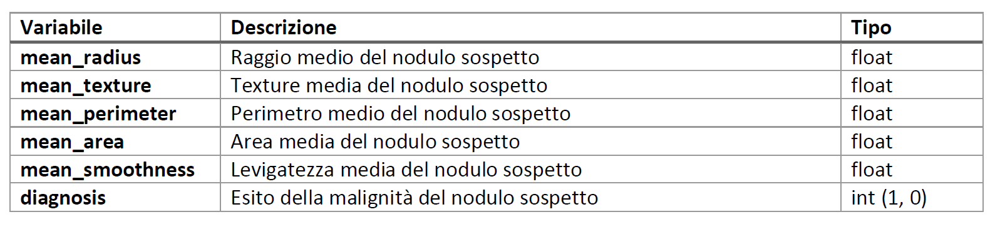 Variabile Descrizione Tipo
mean_radius Raggio medio del nodulo sospetto float
mean_texture Texture media del nodulo sospetto float
mean_perimeter Perimetro medio del nodulo sospetto float
mean_area Area media del nodulo sospetto float
mean_smoothness Levigatezza media del nodulo sospetto float
diagnosis Esito della malignità del nodulo sospetto int (1, 0)